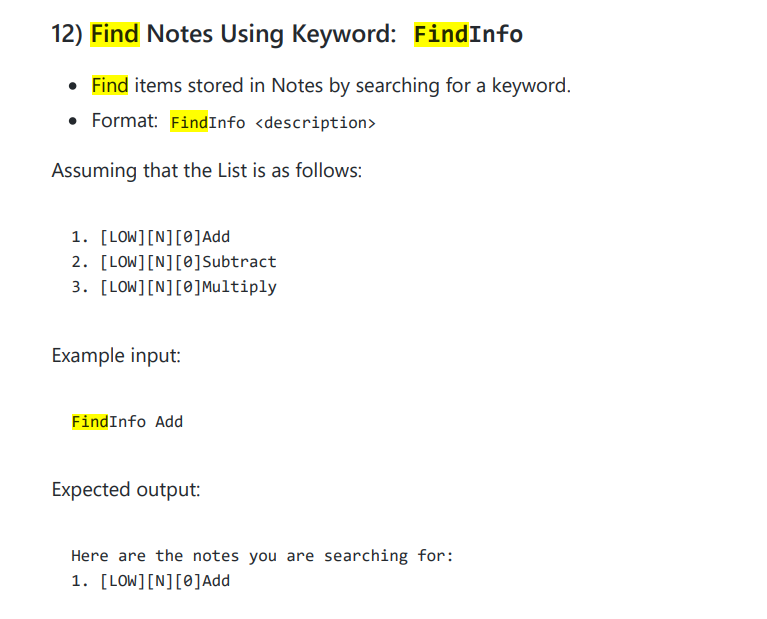 12) Find Notes Using Keyword: FindInfo
• Find items stored in Notes by searching for a keyword.
• Format: FindInfo <description>
Assuming that the List is as follows:
1. [LOW][N][0]Add
2. [LOW][N][0]Subtract
3. [LOW][N][0]Multiply
Example input:
FindInfo Add
Expected output:
Here are the notes you are searching for:
1. [LOW][N][0]Add